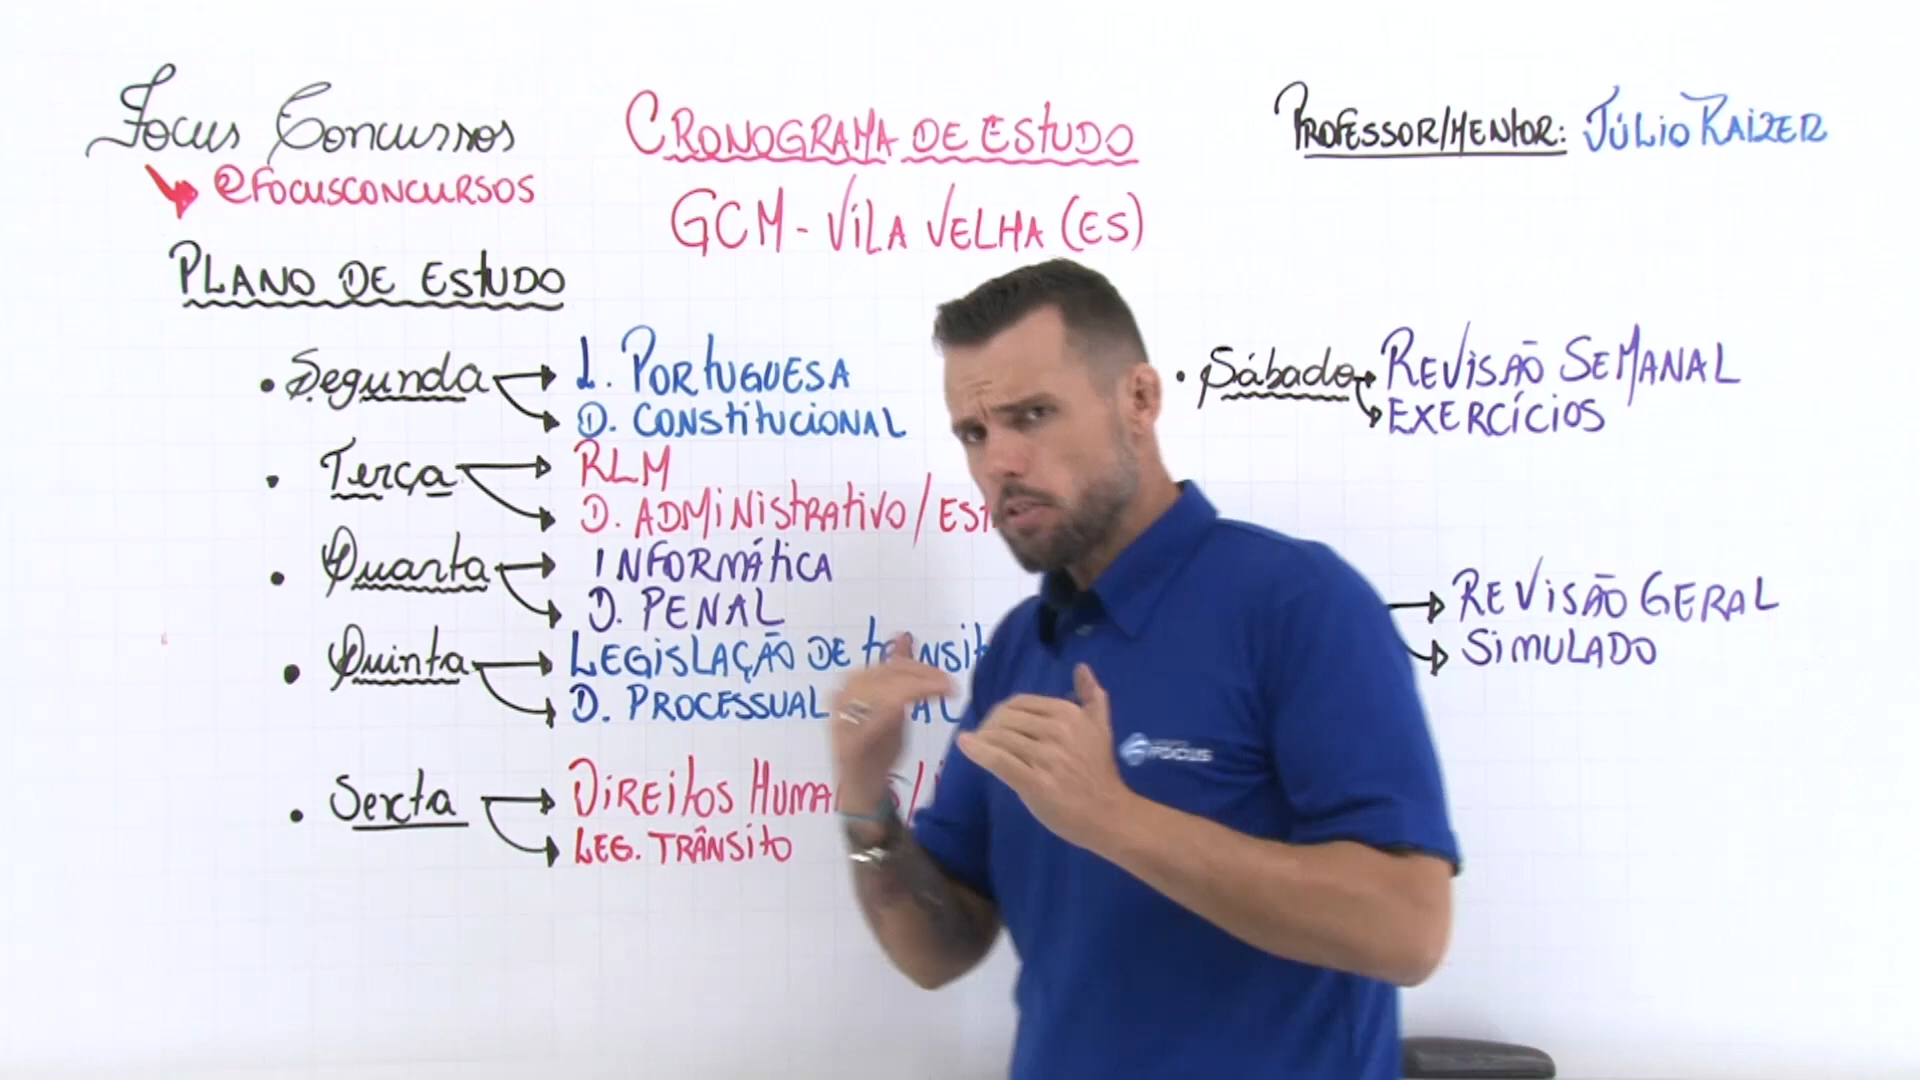 Focus Concursos
@FOCUSCONCURSOS
CRONOGRAMA DE ESTUDO
GCM - VILA VELHA (ES)
PROFESSOR/MENTOR: JÚLIO RAIZER
PLANO DE ESTUDO
• Segunda
L. PORTUGUESA
D. CONSTITUCIONAL
• Terça
RLM
D. ADMINISTRATIVO /
• Quarta
INFORMÁTICA
D. PENAL
• Quinta
LEGISLAÇÃO DE
D. PROCESSUAL
• Sexta
DIREITOS
LEG. TRÂNSITO
• Sábado
REVISÃO SEMANAL
EXERCÍCIOS
REVISÃO GERAL
SIMULADO
FOCUS